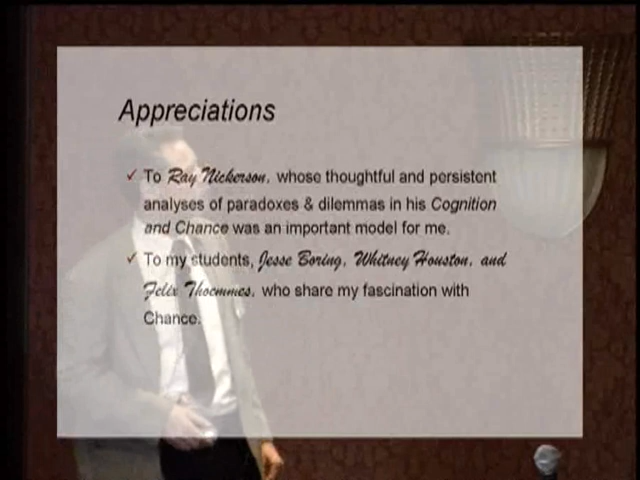 Appreciations
✓ To Ray Nickerson, whose thoughtful and persistent
analyses of paradoxes & dilemmas in his Cognition
and Chance was an important model for me.
✓ To my students, Jesse Boring, Whitney Houston, and
Felix Thoemmes, who share my fascination with
Chance.